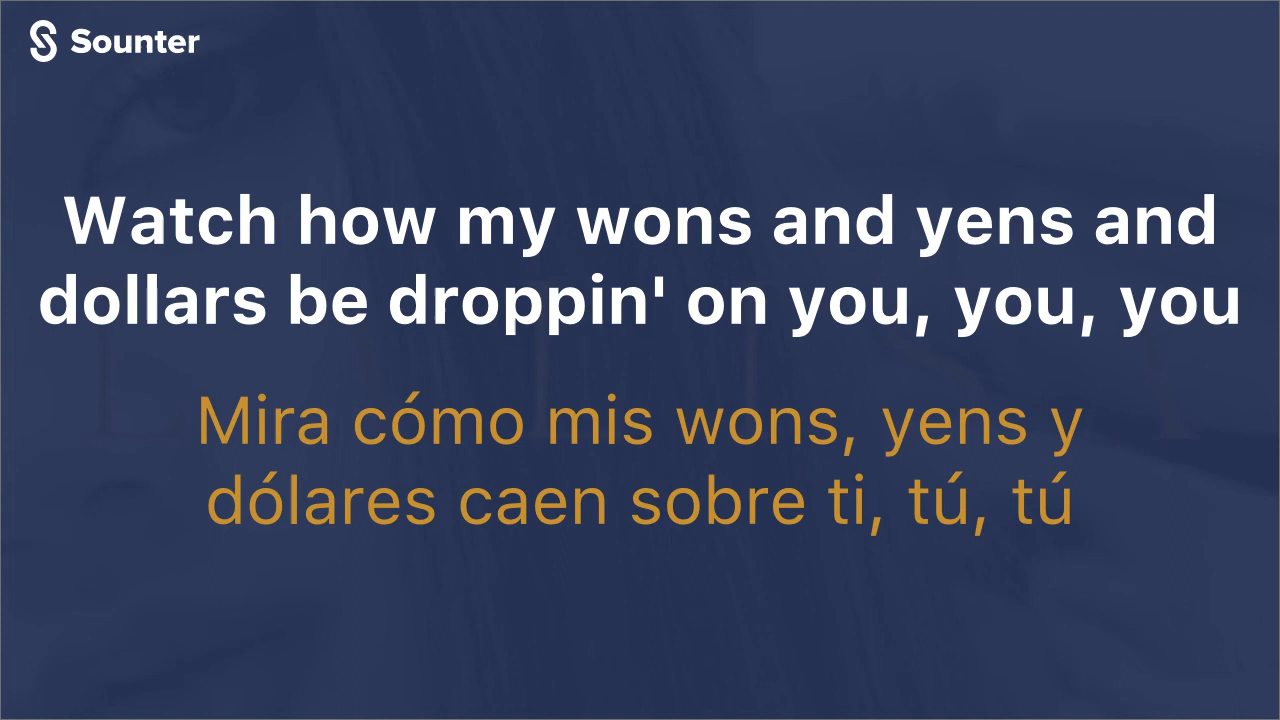 Sounter
Watch how my wons and yens and
dollars be droppin' on you, you, you
Mira cómo mis wons, yens y
dólares caen sobre ti, tú, tú